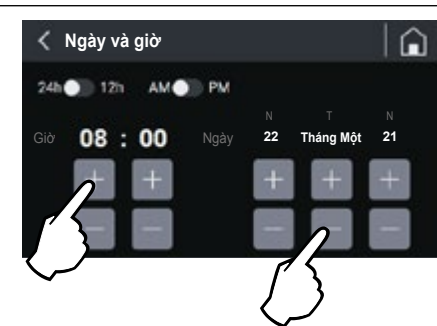 Ngày và giờ
24h 12h AM PM
N T N
Giờ 08 : 00 Ngày 22 Tháng Một 21
+ + + + +
- - - - -